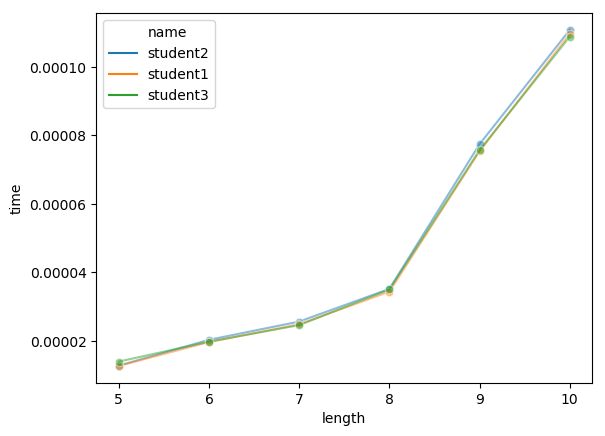 name
student2
student1
student3
0.00010
0.00008
0.00006
0.00004
0.00002
time
5 6 7 8 9 10
length